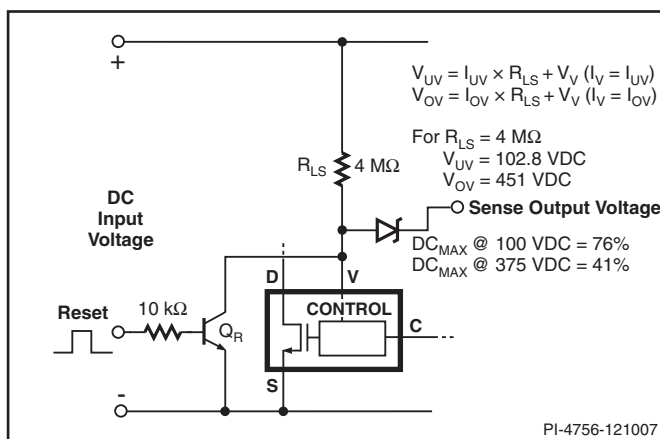 +
V_UV = I_UV × R_LS + V_V (I_V = I_UV)
V_OV = I_OV × R_LS + V_V (I_V = I_OV)
For R_LS = 4 MΩ
V_UV = 102.8 VDC
V_OV = 451 VDC
R_LS 4 MΩ
DC
Input
Voltage
Sense Output Voltage
DC_MAX @ 100 VDC = 76%
DC_MAX @ 375 VDC = 41%
D V
CONTROL
C
Reset
10 kΩ
Q_R
S
-
PI-4756-121007